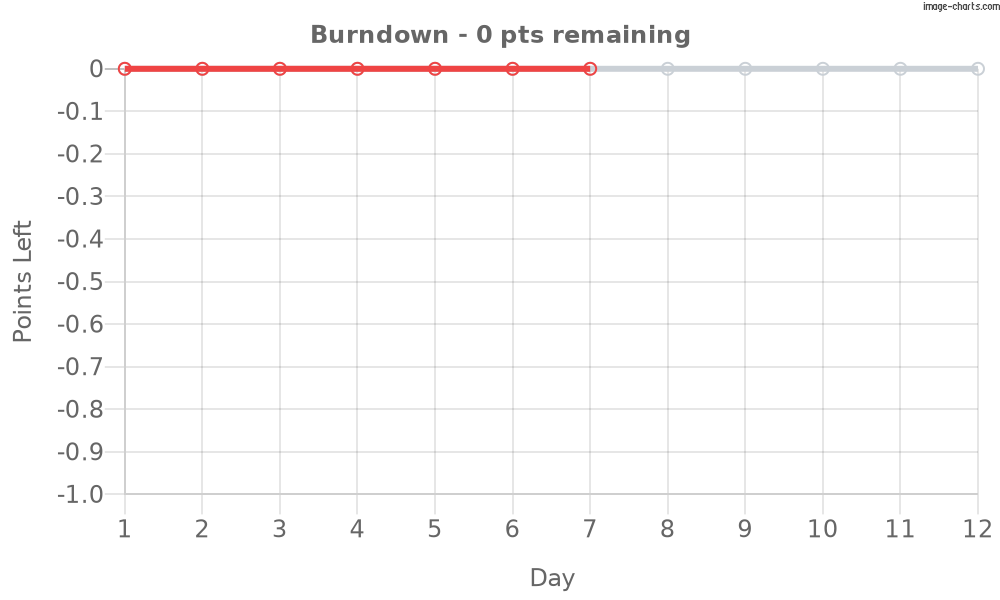 image-charts.com
Burndown - 0 pts remaining
0
-0.1
-0.2
-0.3
-0.4
-0.5
-0.6
-0.7
-0.8
-0.9
-1.0
Points Left
1 2 3 4 5 6 7 8 9 10 11 12
Day